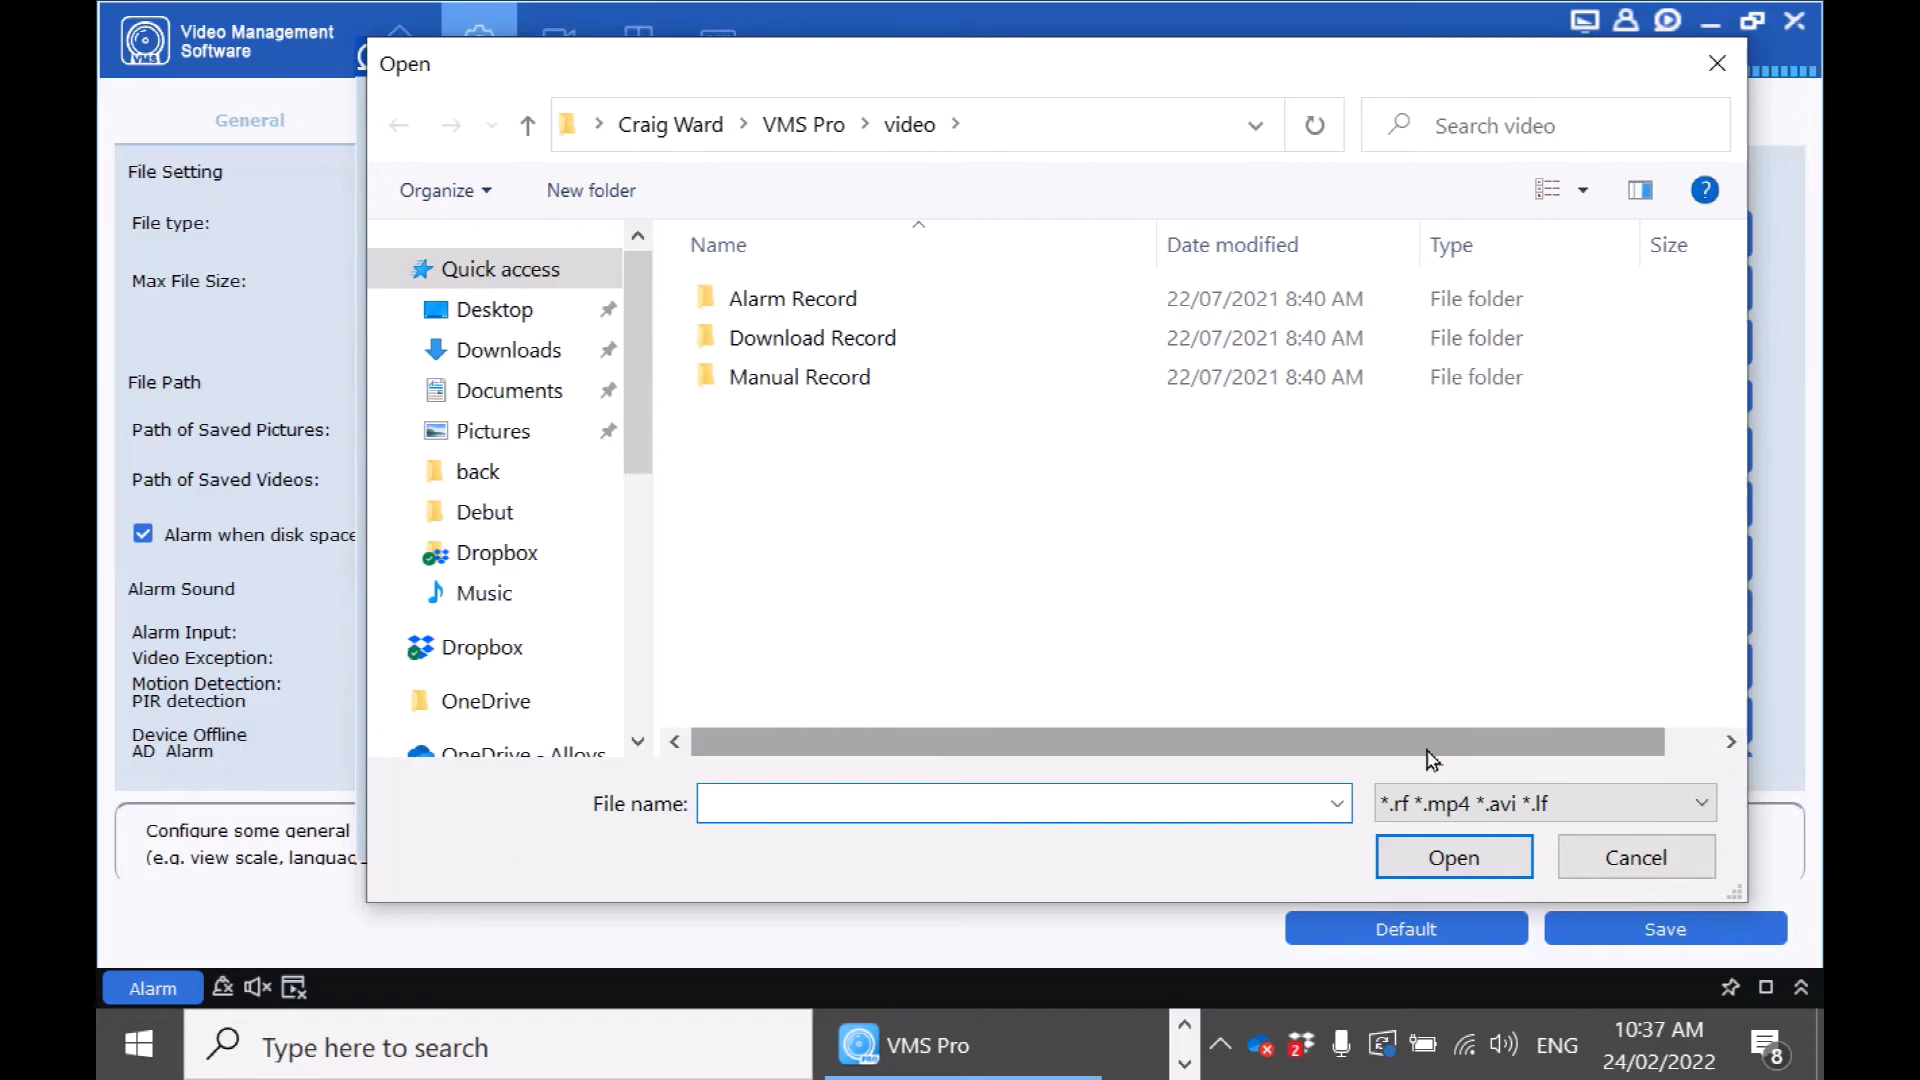 Video Management
Software
VMS
Open
Craig Ward
VMS Pro
video
Search video
General
Organize
New folder
File Setting
File type:
Max File Size:
File Path
Path of Saved Pictures:
Path of Saved Videos:
Alarm when disk space
Alarm Sound
Alarm Input:
Video Exception:
Motion Detection:
PIR detection
Device Offline
AD Alarm
Configure some general
(e.g. view scale, languag
Quick access
Desktop
Downloads
Documents
Pictures
back
Debut
Dropbox
Music
Dropbox
OneDrive
OneDrive - Alloys
Name Date modified Type Size
Alarm Record 22/07/2021 8:40 AM File folder
Download Record 22/07/2021 8:40 AM File folder
Manual Record 22/07/2021 8:40 AM File folder
File name:
*.rf *.mp4 *.avi *.lf
Open Cancel
Default Save
Alarm
Type here to search
VMS Pro
2
ENG
10:37 AM
24/02/2022
8